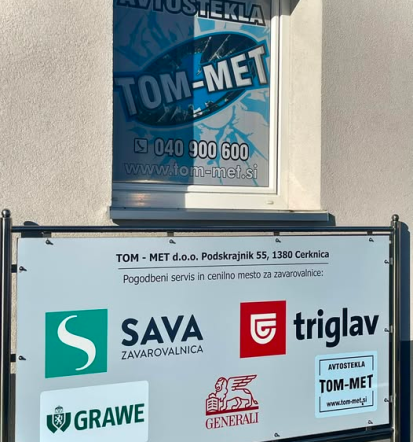 AVTOSTEKLA
TOM-MET
040 900 600
www.tom-met.si
TOM - MET d.o.o. Podskrajnik 55, 1380 Cerknica
Pogodbeni servis in cenilno mesto za zavarovalnice:
SAVA
ZAVAROVALNICA
triglav
GRAWE
GENERALI
AVTOSTEKLA
TOM-MET
www.tom-met.si